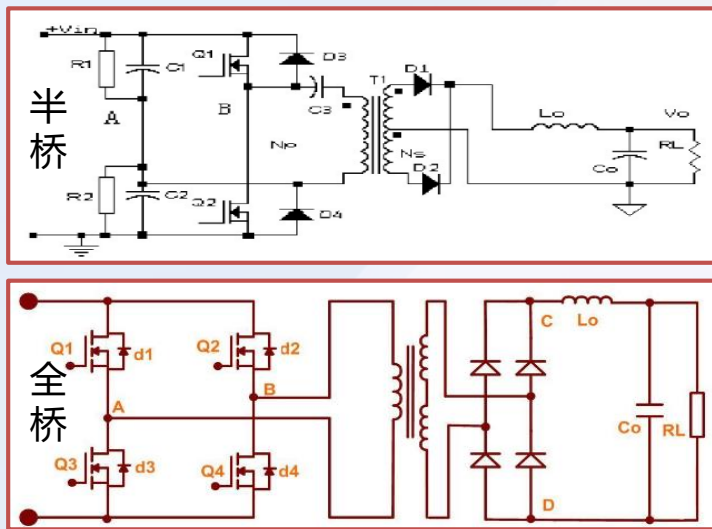 半桥
+Vin
R1
C1
Q1
D3
T1
D1
A
B
C3
Lo
Vo
Np
Ns
Co
RL
R2
C2
Q2
D4
D2
全桥
Q1
d1
Q2
d2
C
Lo
A
B
Co
RL
Q3
d3
Q4
d4
D